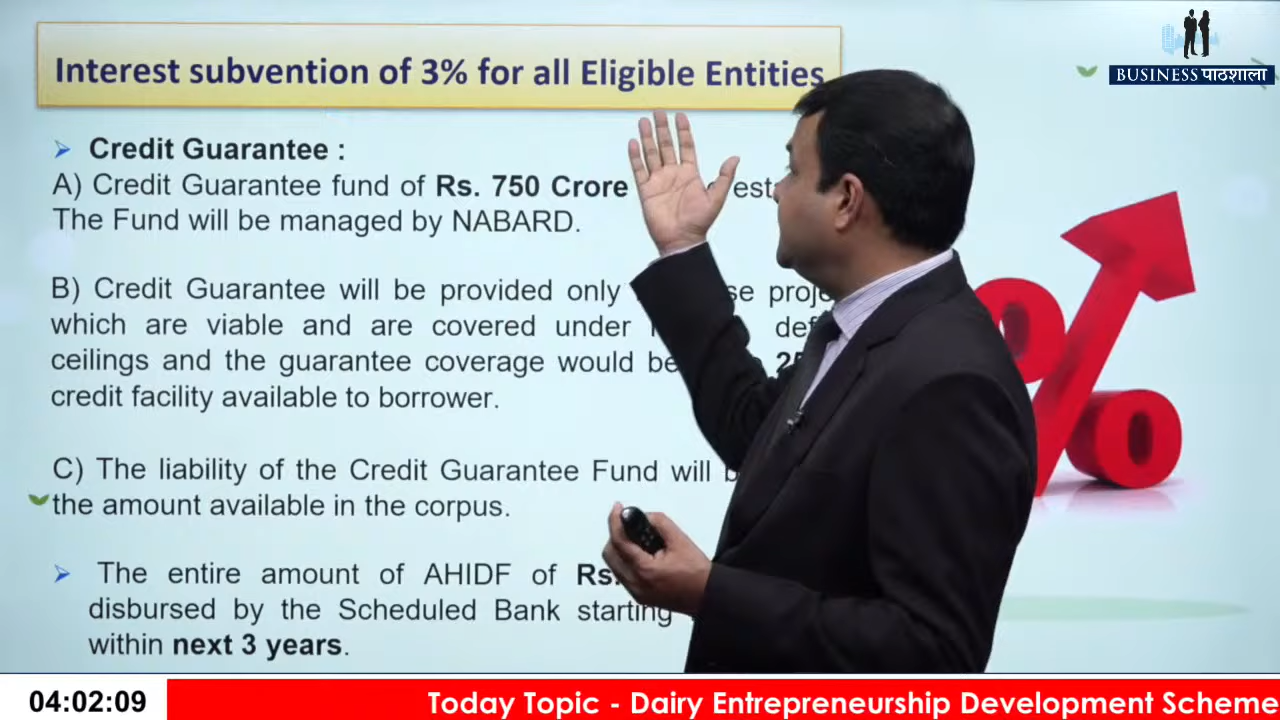 Interest subvention of 3% for all Eligible Entities
BUSINESS पाठशाला
Credit Guarantee :
A) Credit Guarantee fund of Rs. 750 Crore
The Fund will be managed by NABARD.
B) Credit Guarantee will be provided only
which are viable and are covered under
ceilings and the guarantee coverage would be
credit facility available to borrower.
C) The liability of the Credit Guarantee Fund will
the amount available in the corpus.
The entire amount of AHIDF of Rs.
disbursed by the Scheduled Bank starting
within next 3 years.
04:02:09
Today Topic - Dairy Entrepreneurship Development Scheme